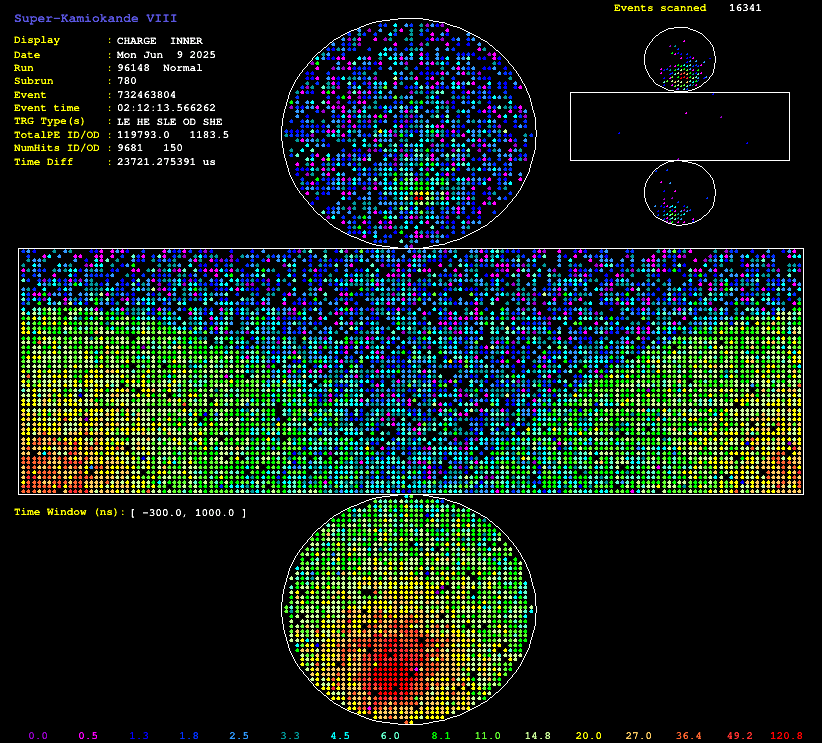 Super-Kamiokande VIII
Events scanned 16341
Display : CHARGE INNER
Date : Mon Jun 9 2025
Run : 96148 Normal
Subrun : 780
Event : 732463804
Event time : 02:12:13.566262
TRG Type(s) : LE HE SLE OD SHE
TotalPE ID/OD : 119793.0 1183.5
NumHits ID/OD : 9681 150
Time Diff : 23721.275391 us
Time Window (ns): [ -300.0, 1000.0 ]
0.0 0.5 1.3 1.8 2.5 3.3 4.5 6.0 8.1 11.0 14.8 20.0 27.0 36.4 49.2 120.8